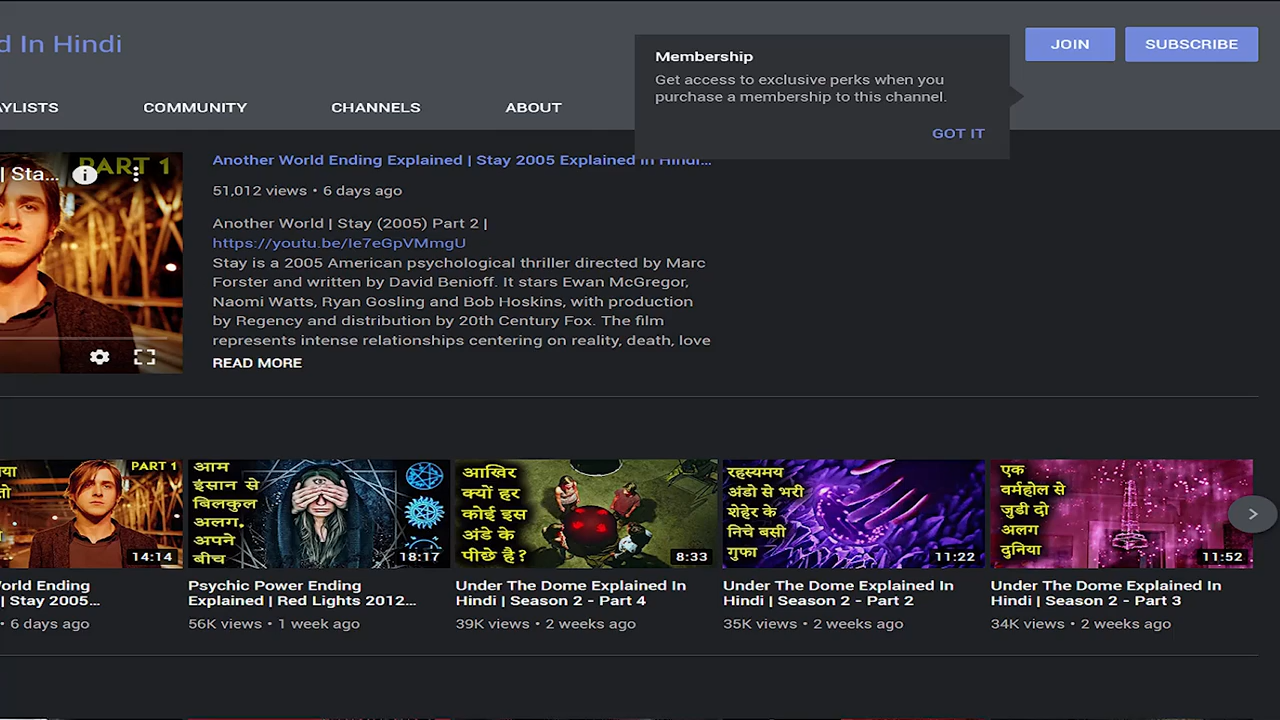 d In Hindi
JOIN
SUBSCRIBE
Membership
Get access to exclusive perks when you
purchase a membership to this channel.
GOT IT
AYLISTS
COMMUNITY
CHANNELS
ABOUT
| Sta...
PART 1
Another World Ending Explained | Stay 2005 Explained In Hindi...
51,012 views • 6 days ago
Another World | Stay (2005) Part 2 |
https://youtu.be/Ie7eGpVMmgU
Stay is a 2005 American psychological thriller directed by Marc
Forster and written by David Benioff. It stars Ewan McGregor,
Naomi Watts, Ryan Gosling and Bob Hoskins, with production
by Regency and distribution by 20th Century Fox. The film
represents intense relationships centering on reality, death, love
READ MORE
या
तो
PART 1
14:14
orld Ending
| Stay 2005...
• 6 days ago
आम
इंसान से
बिलकुल
अलग.
अपने
बीच
18:17
Psychic Power Ending
Explained | Red Lights 2012...
56K views • 1 week ago
आखिर
क्यों हर
कोई इस
अंडे के
पीछे है?
8:33
Under The Dome Explained In
Hindi | Season 2 - Part 4
39K views • 2 weeks ago
रहस्यमय
अंडो से भरी
शेहेर के
निचे बसी
गुफा
11:22
Under The Dome Explained In
Hindi | Season 2 - Part 2
35K views • 2 weeks ago
एक
वर्महोल से
जुडी दो
अलग
दुनिया
11:52
Under The Dome Explained In
Hindi | Season 2 - Part 3
34K views • 2 weeks ago